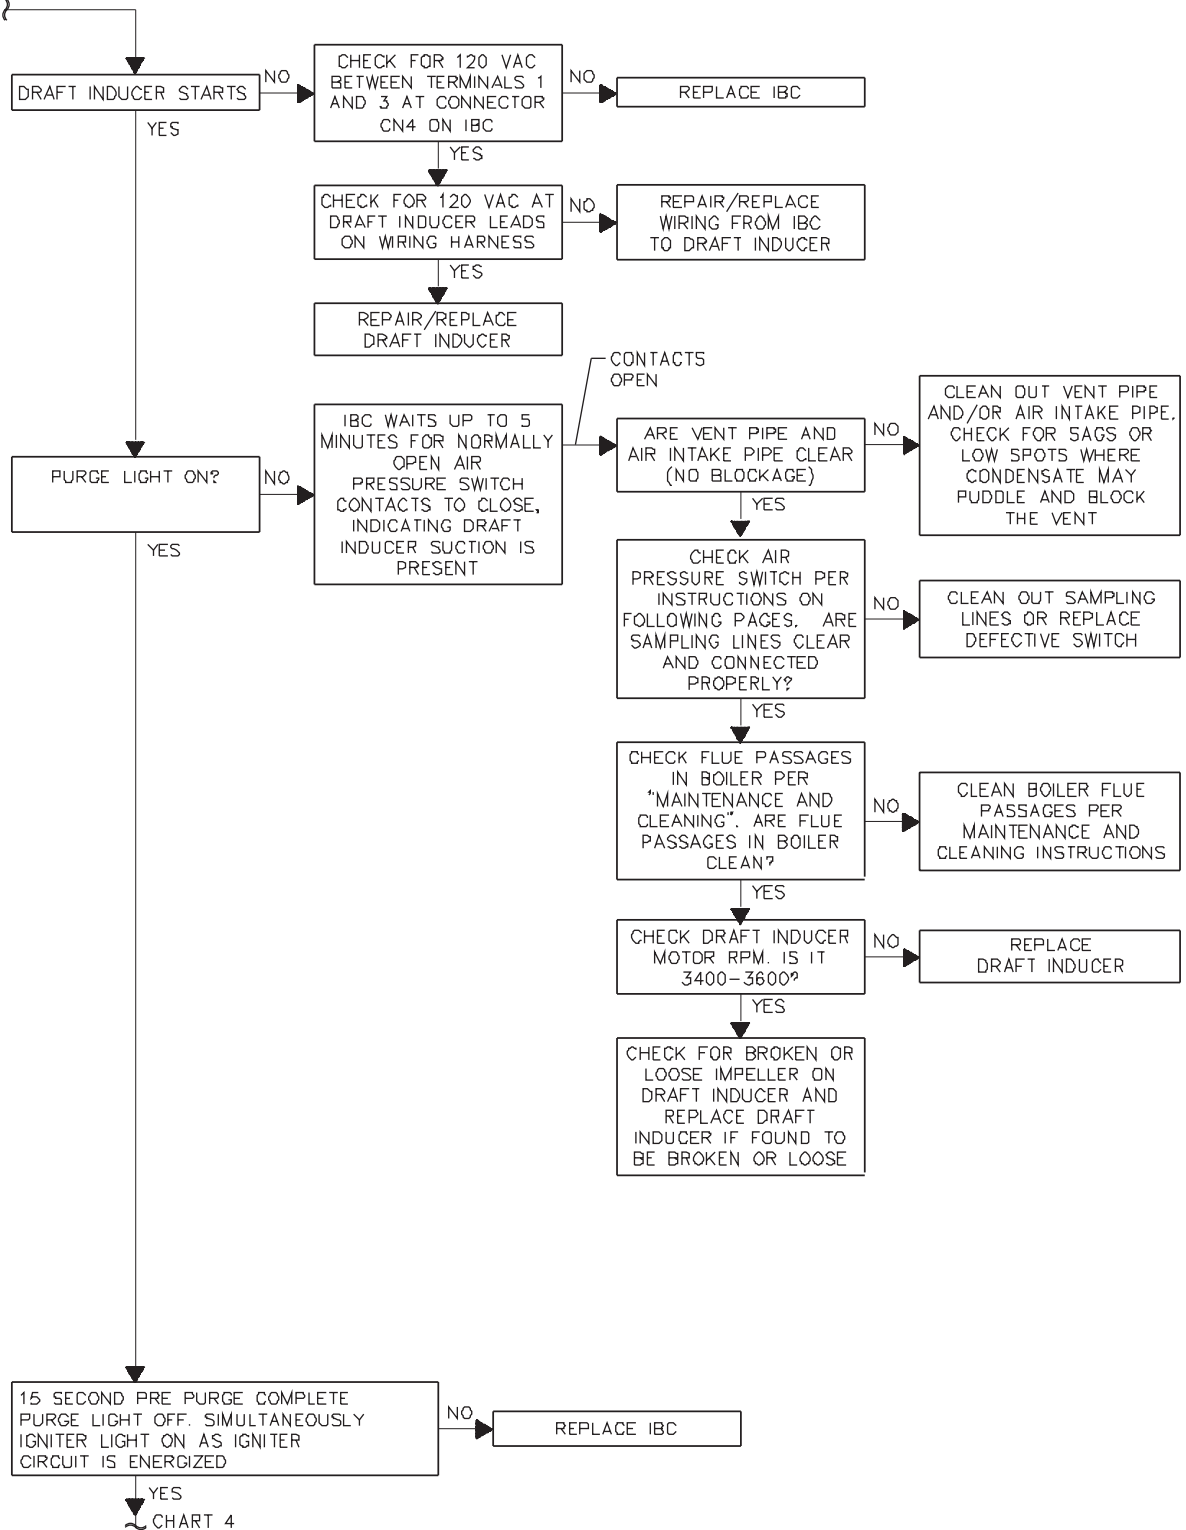 DRAFT INDUCER STARTS
NO
CHECK FOR 120 VAC
BETWEEN TERMINALS 1
AND 3 AT CONNECTOR
CN4 ON IBC
NO
REPLACE IBC
YES
YES
CHECK FOR 120 VAC AT
DRAFT INDUCER LEADS
ON WIRING HARNESS
NO
REPAIR/REPLACE
WIRING FROM IBC
TO DRAFT INDUCER
YES
REPAIR/REPLACE
DRAFT INDUCER
PURGE LIGHT ON?
NO
IBC WAITS UP TO 5
MINUTES FOR NORMALLY
OPEN AIR
PRESSURE SWITCH
CONTACTS TO CLOSE,
INDICATING DRAFT
INDUCER SUCTION IS
PRESENT
CONTACTS
OPEN
ARE VENT PIPE AND
AIR INTAKE PIPE CLEAR
(NO BLOCKAGE)
NO
CLEAN OUT VENT PIPE
AND/OR AIR INTAKE PIPE.
CHECK FOR SAGS OR
LOW SPOTS WHERE
CONDENSATE MAY
PUDDLE AND BLOCK
THE VENT
YES
YES
CHECK AIR
PRESSURE SWITCH PER
INSTRUCTIONS ON
FOLLOWING PAGES. ARE
SAMPLING LINES CLEAR
AND CONNECTED
PROPERLY?
NO
CLEAN OUT SAMPLING
LINES OR REPLACE
DEFECTIVE SWITCH
YES
CHECK FLUE PASSAGES
IN BOILER PER
"MAINTENANCE AND
CLEANING". ARE FLUE
PASSAGES IN BOILER
CLEAN?
NO
CLEAN BOILER FLUE
PASSAGES PER
MAINTENANCE AND
CLEANING INSTRUCTIONS
YES
CHECK DRAFT INDUCER
MOTOR RPM. IS IT
3400-3600?
NO
REPLACE
DRAFT INDUCER
YES
CHECK FOR BROKEN OR
LOOSE IMPELLER ON
DRAFT INDUCER AND
REPLACE DRAFT
INDUCER IF FOUND TO
BE BROKEN OR LOOSE
15 SECOND PRE PURGE COMPLETE
PURGE LIGHT OFF. SIMULTANEOUSLY
IGNITER LIGHT ON AS IGNITER
CIRCUIT IS ENERGIZED
NO
REPLACE IBC
YES
CHART 4